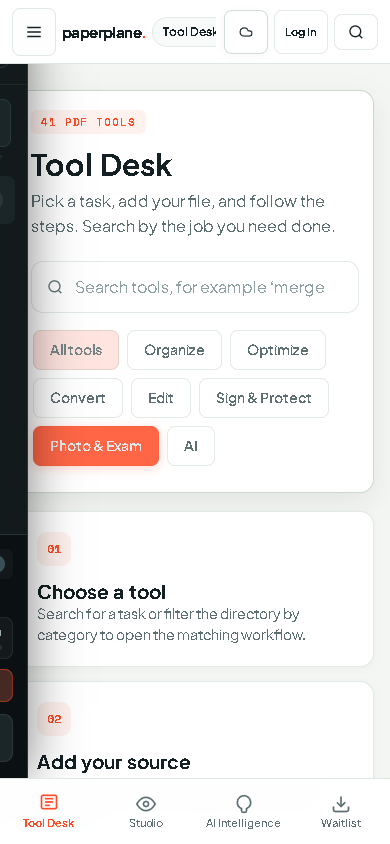 paperplane.
Tool Desk
Log In
41 PDF TOOLS
Tool Desk
Pick a task, add your file, and follow the
steps. Search by the job you need done.
Search tools, for example ‘merge
All tools
Organize
Optimize
Convert
Edit
Sign & Protect
Photo & Exam
AI
01
Choose a tool
Search for a task or filter the directory by
category to open the matching workflow.
02
Add your source
Tool Desk
Studio
AI Intelligence
Waitlist